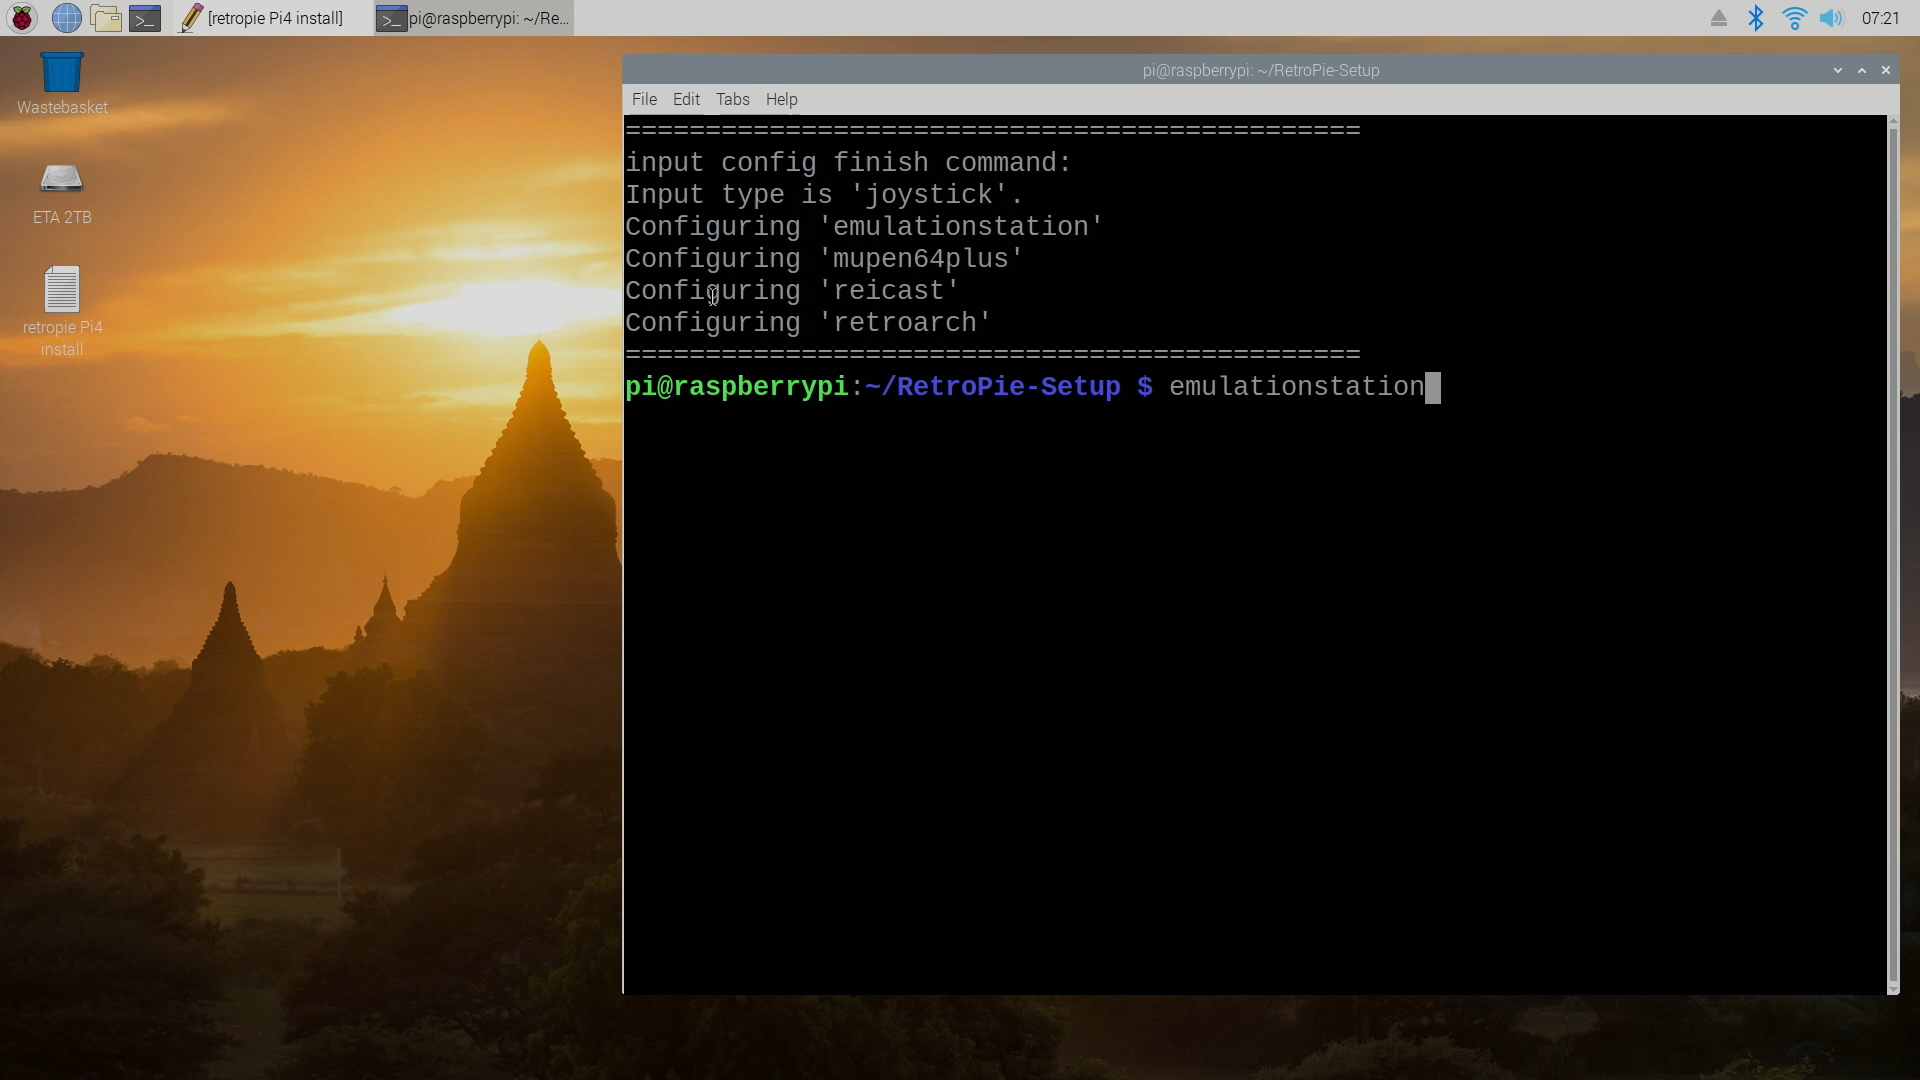 [retropie Pi4 install]
pi@raspberrypi: ~/Re...
07:21
Wastebasket
ETA 2TB
retropie Pi4
install
pi@raspberrypi: ~/RetroPie-Setup
File Edit Tabs Help
==============================================
input config finish command:
Input type is 'joystick'.
Configuring 'emulationstation'
Configuring 'mupen64plus'
Configuring 'reicast'
Configuring 'retroarch'
==============================================
pi@raspberrypi:~/RetroPie-Setup $ emulationstation